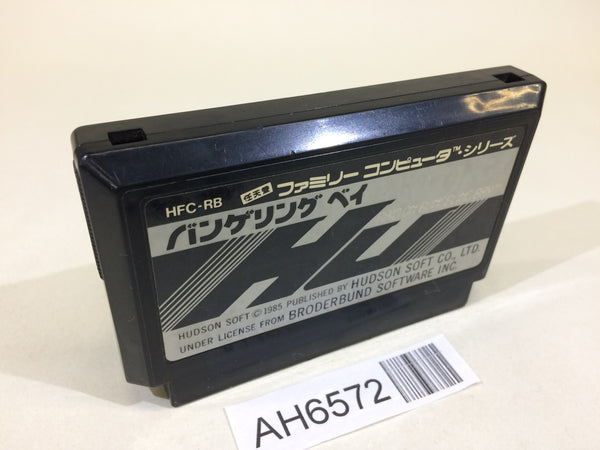 HFC-RB 任天堂 ファミリー コンピュータ™・シリーズ
バンゲリング ベイ
HUDSON SOFT © 1985 PUBLISHED BY HUDSON SOFT CO., LTD.
UNDER LICENSE FROM BRODERBUND SOFTWARE INC.
AH6572